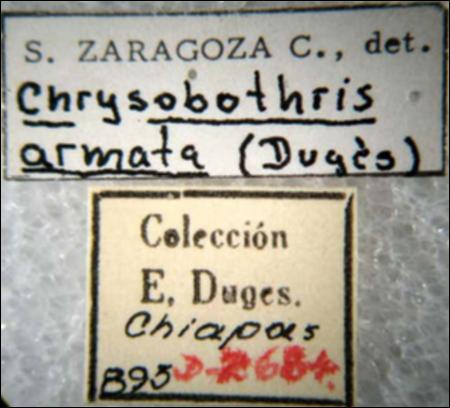 S. ZARAGOZA C., det.
Chrysobothris
armata (Dugès)
Colección
E. Duges.
Chiapas
B95 D-2684